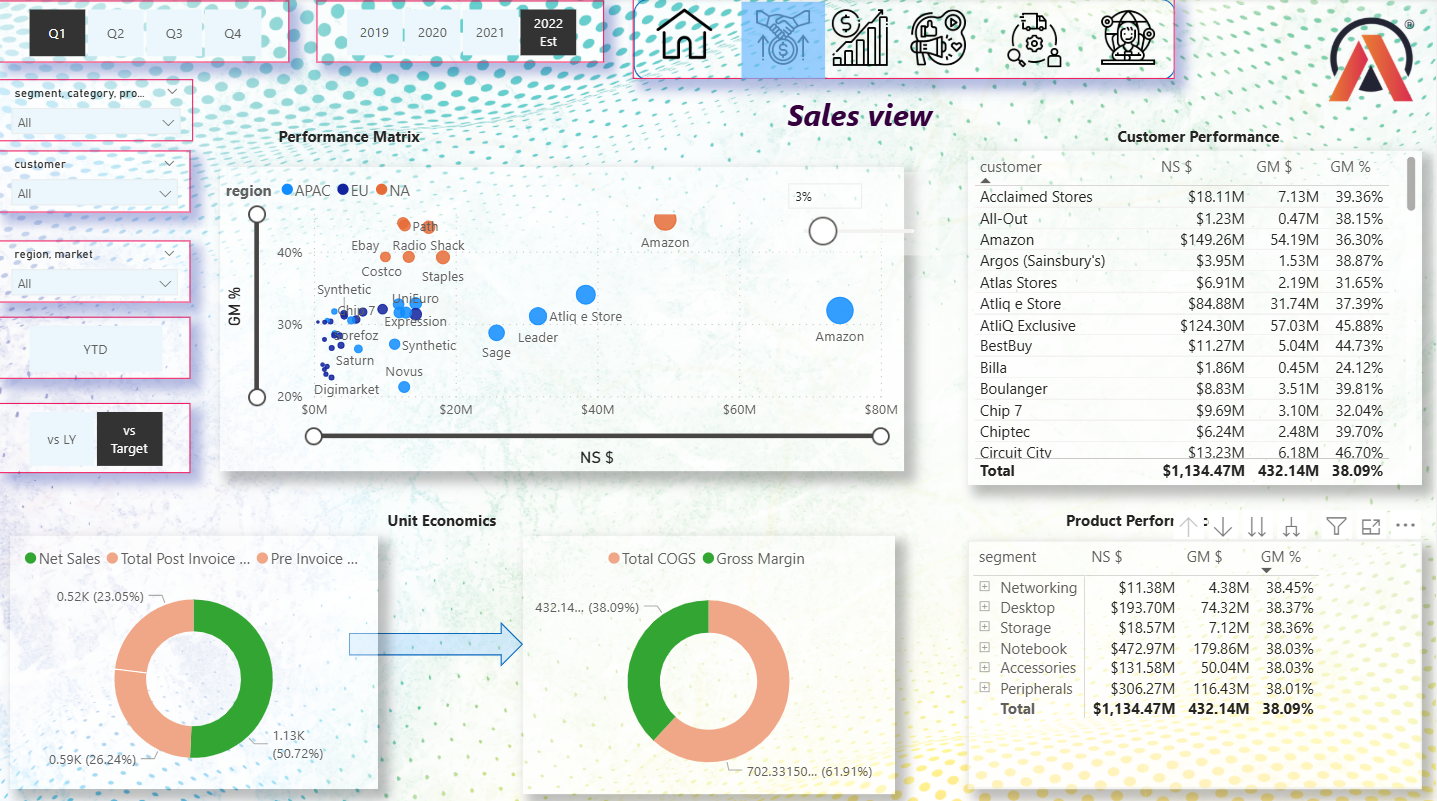 Q1 Q2 Q3 Q4
2019 2020 2021 2022
Est
®
segment, category, pro...
All
customer
All
region, market
All
YTD
vs LY vs
Target
Sales view
Performance Matrix
region APAC EU NA
3%
GM %
40%
30%
20%
Path
Amazon
Ebay Radio Shack
Costco
Staples
Synthetic
UniEuro
Chip 7
Expression
Atliq e Store
Leader
Amazon
Synthetic
Sage
Saturn
Novus
Digimarket
$0M $20M $40M $60M $80M
NS $
Customer Performance
customer NS $ GM $ GM %
Acclaimed Stores $18.11M 7.13M 39.36%
All-Out $1.23M 0.47M 38.15%
Amazon $149.26M 54.19M 36.30%
Argos (Sainsbury's) $3.95M 1.53M 38.87%
Atlas Stores $6.91M 2.19M 31.65%
Atliq e Store $84.88M 31.74M 37.39%
AtliQ Exclusive $124.30M 57.03M 45.88%
BestBuy $11.27M 5.04M 44.73%
Billa $1.86M 0.45M 24.12%
Boulanger $8.83M 3.51M 39.81%
Chip 7 $9.69M 3.10M 32.04%
Chiptec $6.24M 2.48M 39.70%
Circuit City $13.23M 6.18M 46.70%
Total $1,134.47M 432.14M 38.09%
Unit Economics
Net Sales Total Post Invoice ... Pre Invoice ...
0.52K (23.05%)
1.13K
(50.72%)
0.59K (26.24%)
Total COGS Gross Margin
432.14... (38.09%)
702.33150... (61.91%)
Product Perfor
segment NS $ GM $ GM %
Networking $11.38M 4.38M 38.45%
Desktop $193.70M 74.32M 38.37%
Storage $18.57M 7.12M 38.36%
Notebook $472.97M 179.86M 38.03%
Accessories $131.58M 50.04M 38.03%
Peripherals $306.27M 116.43M 38.01%
Total $1,134.47M 432.14M 38.09%